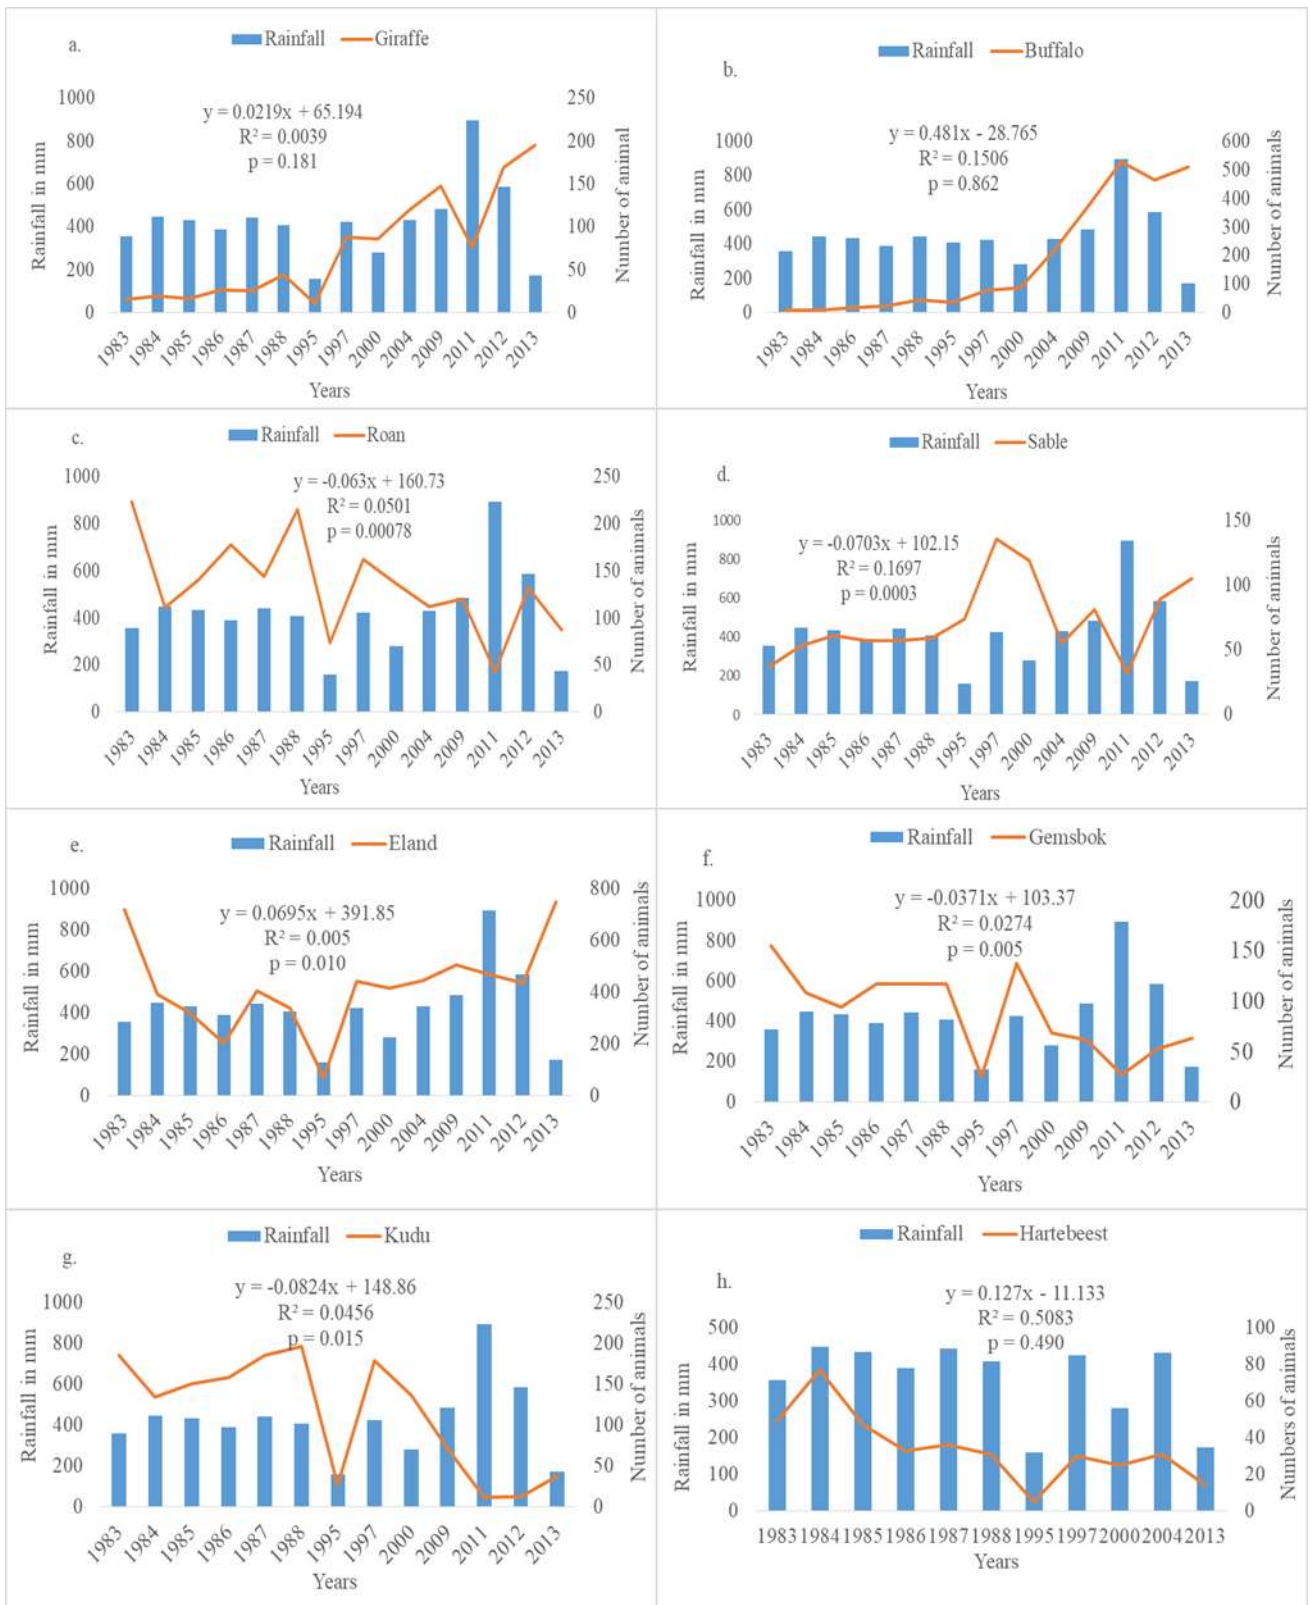 a.
Rainfall Giraffe
y = 0.0219x + 65.194
R² = 0.0039
p = 0.181
Rainfall in mm
1000
800
600
400
200
0
250
200
150
100
50
0
Number of animal
1983 1984 1985 1986 1987 1988 1995 1997 2000 2004 2009 2011 2012 2013
Years
b.
Rainfall Buffalo
y = 0.481x - 28.765
R² = 0.1506
p = 0.862
Rainfall in mm
1000
800
600
400
200
0
600
500
400
300
200
100
0
Number of animals
1983 1984 1986 1987 1988 1995 1997 2000 2004 2009 2011 2012 2013
Years
c.
Rainfall Roan
y = -0.063x + 160.73
R² = 0.0501
p = 0.00078
Rainfall in mm
1000
800
600
400
200
0
250
200
150
100
50
0
Number of animals
1983 1984 1985 1986 1987 1988 1995 1997 2000 2004 2009 2011 2012 2013
Years
d.
Rainfall Sable
y = -0.0703x + 102.15
R² = 0.1697
p = 0.0003
Rainfall in mm
1000
800
600
400
200
0
150
100
50
0
Number of animals
1983 1984 1985 1986 1987 1988 1995 1997 2000 2004 2009 2011 2012 2013
Years
e.
Rainfall Eland
y = 0.0695x + 391.85
R² = 0.005
p = 0.010
Rainfall in mm
1000
800
600
400
200
0
800
600
400
200
0
Number of animals
1983 1984 1985 1986 1987 1988 1995 1997 2000 2004 2009 2011 2012 2013
Years
f.
Rainfall Gemsbok
y = -0.0371x + 103.37
R² = 0.0274
p = 0.005
Rainfall in mm
1000
800
600
400
200
0
200
150
100
50
0
Number of animals
1983 1984 1985 1986 1987 1988 1995 1997 2000 2009 2011 2012 2013
Years
g.
Rainfall Kudu
y = -0.0824x + 148.86
R² = 0.0456
p = 0.015
Rainfall in mm
1000
800
600
400
200
0
250
200
150
100
50
0
Number of animals
1983 1984 1985 1986 1987 1988 1995 1997 2000 2009 2011 2012 2013
Years
h.
Rainfall Hartebeest
y = 0.127x - 11.133
R² = 0.5083
p = 0.490
Rainfall in mm
500
400
300
200
100
0
100
80
60
40
20
0
Numbers of animals
1983 1984 1985 1986 1987 1988 1995 1997 2000 2004 2013
Years